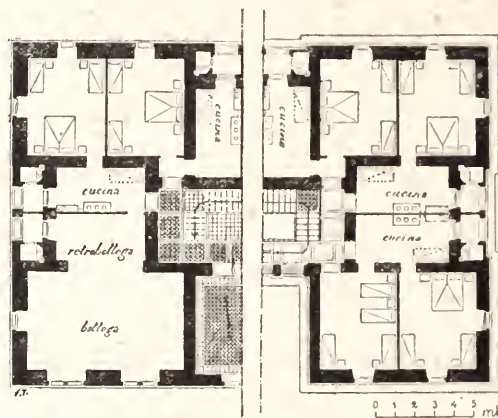 cucina
cucina
cucina
cucina
cucina
retrobottega
bottega
V.T.
0 1 2 3 4 5 m